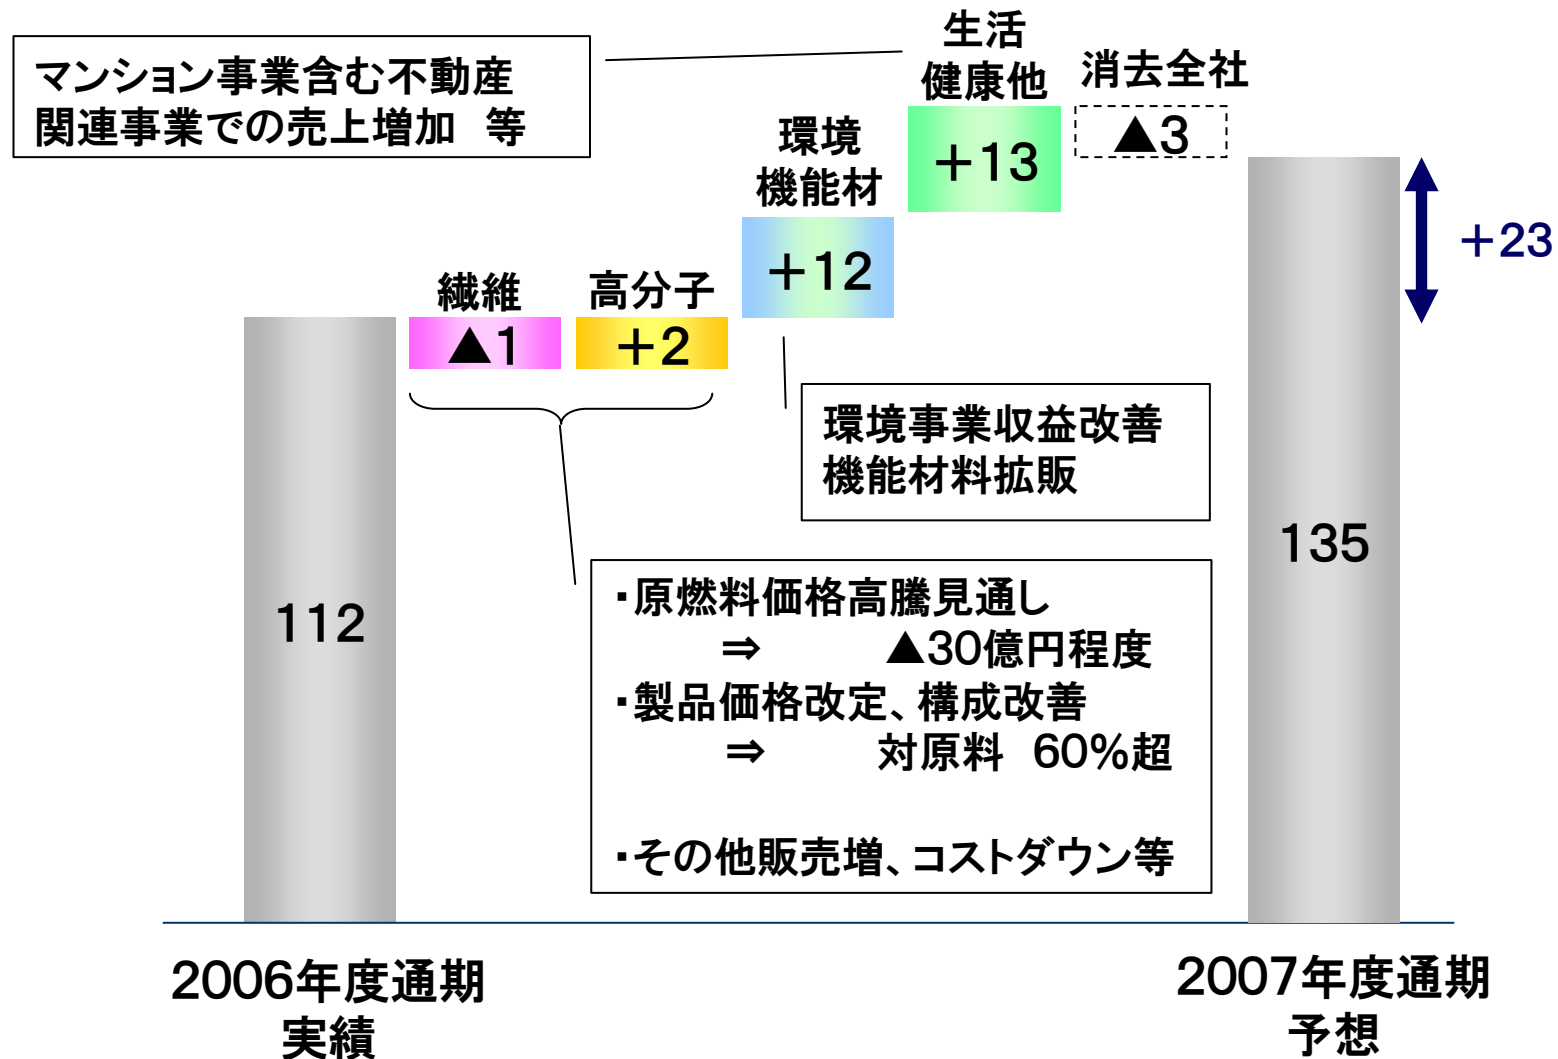 マンション事業含む不動産
関連事業での売上増加 等
生活
健康他
消去全社
▲3
+13
環境
機能材
+12
+23
繊維
▲1
高分子
+2
環境事業収益改善
機能材料拡販
112
135
・原燃料価格高騰見通し
⇒ ▲30億円程度
・製品価格改定、構成改善
⇒ 対原料 60%超
・その他販売増、コストダウン等
2006年度通期
実績
2007年度通期
予想